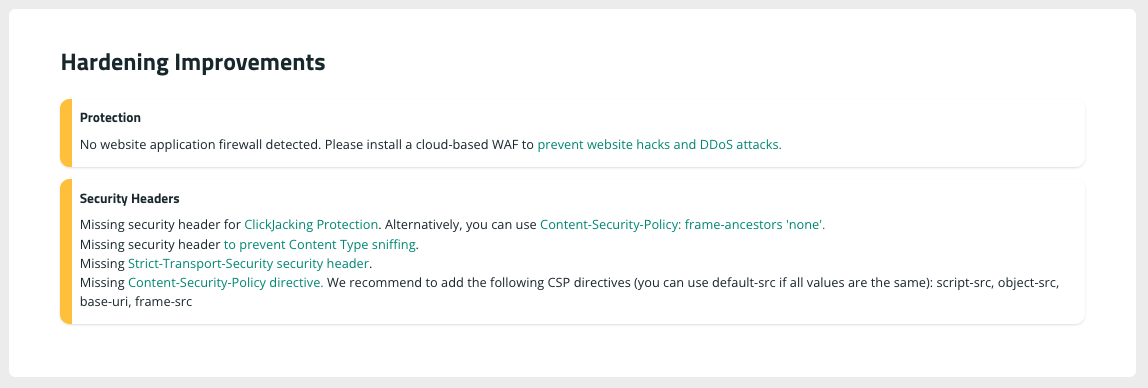 Hardening Improvements
Protection
No website application firewall detected. Please install a cloud-based WAF to prevent website hacks and DDoS attacks.
Security Headers
Missing security header for ClickJacking Protection. Alternatively, you can use Content-Security-Policy: frame-ancestors 'none'.
Missing security header to prevent Content Type sniffing.
Missing Strict-Transport-Security security header.
Missing Content-Security-Policy directive. We recommend to add the following CSP directives (you can use default-src if all values are the same): script-src, object-src,
base-uri, frame-src